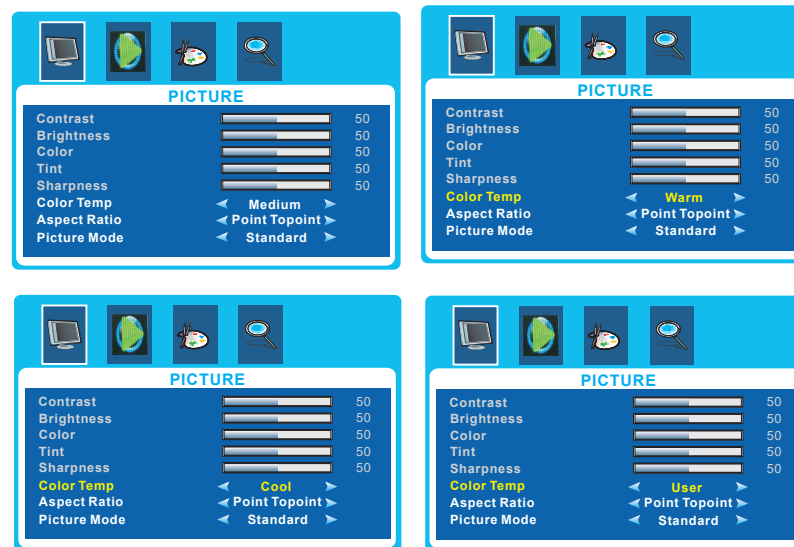 PICTURE
Contrast 50
Brightness 50
Color 50
Tint 50
Sharpness 50
Color Temp Medium
Aspect Ratio Point Topoint
Picture Mode Standard
PICTURE
Contrast 50
Brightness 50
Color 50
Tint 50
Sharpness 50
Color Temp Warm
Aspect Ratio Point Topoint
Picture Mode Standard
PICTURE
Contrast 50
Brightness 50
Color 50
Tint 50
Sharpness 50
Color Temp Cool
Aspect Ratio Point Topoint
Picture Mode Standard
PICTURE
Contrast 50
Brightness 50
Color 50
Tint 50
Sharpness 50
Color Temp User
Aspect Ratio Point Topoint
Picture Mode Standard